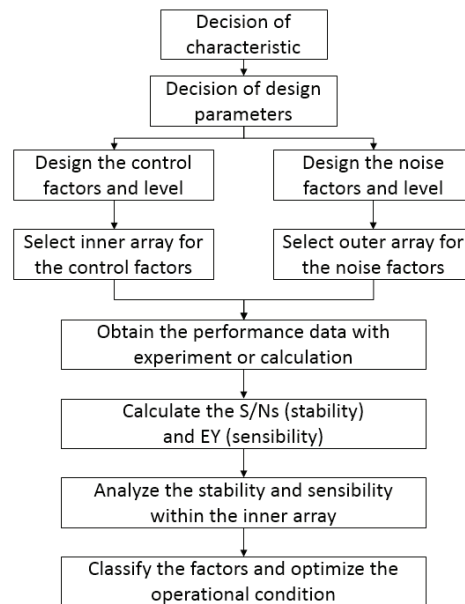 Decision of
characteristic
Decision of design
parameters
Design the control
factors and level
Design the noise
factors and level
Select inner array for
the control factors
Select outer array for
the noise factors
Obtain the performance data with
experiment or calculation
Calculate the S/Ns (stability)
and EY (sensibility)
Analyze the stability and sensibility
within the inner array
Classify the factors and optimize the
operational condition